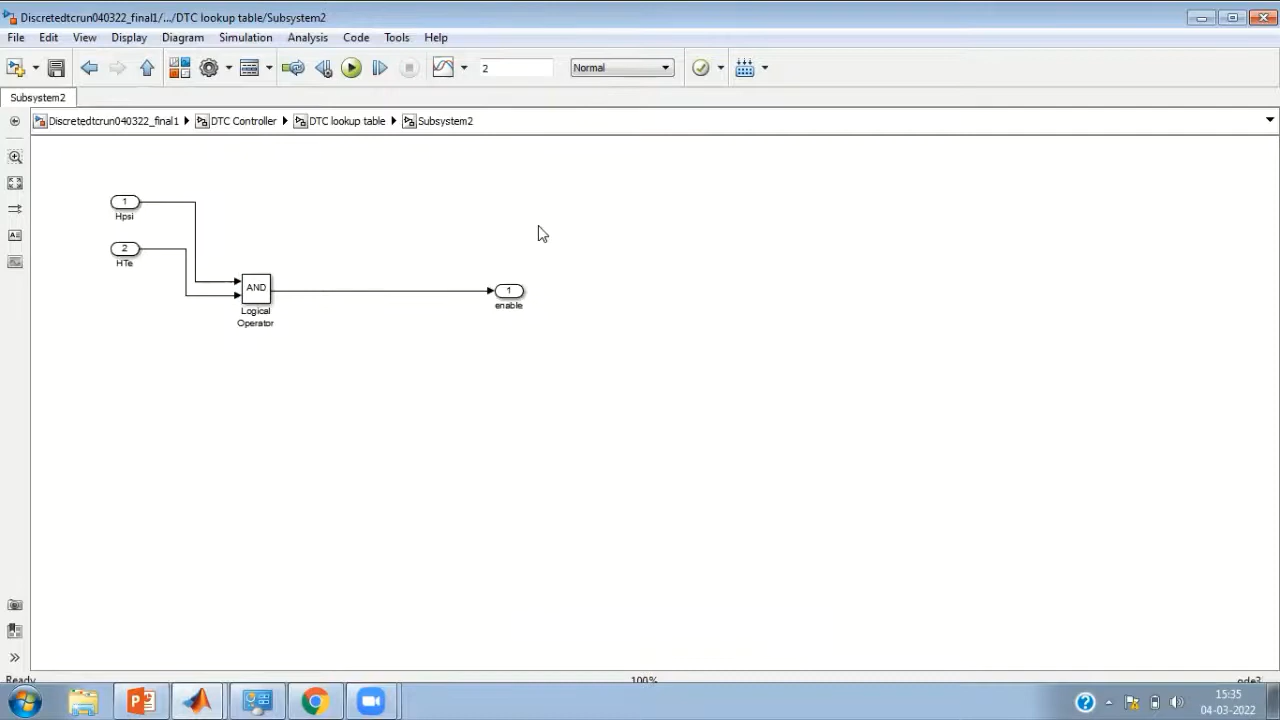 Discretedtcrun040322_final1/.../DTC lookup table/Subsystem2
File Edit View Display Diagram Simulation Analysis Code Tools Help
2 Normal
Subsystem2
Discretedtcrun040322_final1 DTC Controller DTC lookup table Subsystem2
1
Hpsi
2
HTe
AND
Logical
Operator
1
enable
Ready 100% ode3
15:35
04-03-2022